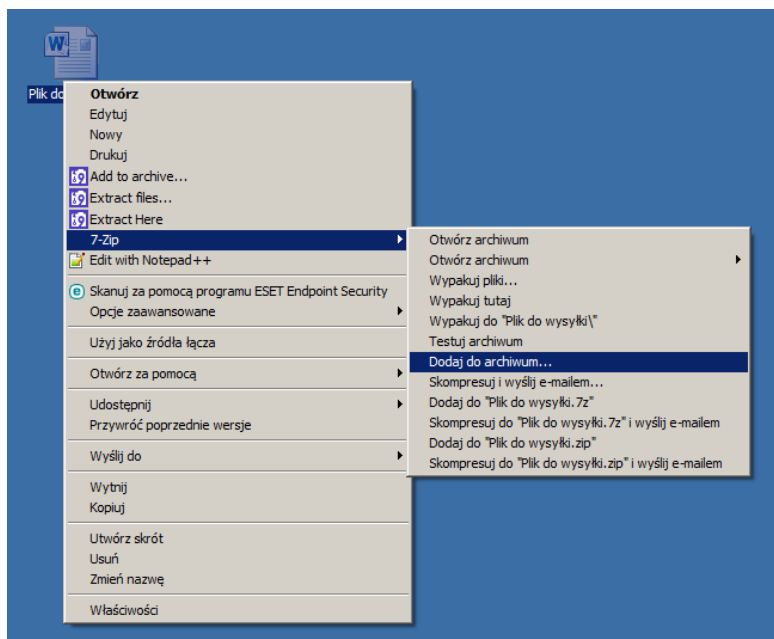 Plik do
Otwórz
Edytuj
Nowy
Drukuj
Add to archive...
Extract files...
Extract Here
7-Zip
Edit with Notepad++
Skanuj za pomocą programu ESET Endpoint Security
Opcje zaawansowane
Użyj jako źródła łącza
Otwórz za pomocą
Udostępnij
Przywróć poprzednie wersje
Wyślij do
Wytnij
Kopiuj
Utwórz skrót
Usuń
Zmień nazwę
Właściwości
Otwórz archiwum
Otwórz archiwum
Wypakuj pliki...
Wypakuj tutaj
Wypakuj do "Plik do wysyłki\"
Testuj archiwum
Dodaj do archiwum...
Skompresuj i wyślij e-mailem...
Dodaj do "Plik do wysyłki.7z"
Skompresuj do "Plik do wysyłki.7z" i wyślij e-mailem
Dodaj do "Plik do wysyłki.zip"
Skompresuj do "Plik do wysyłki.zip" i wyślij e-mailem